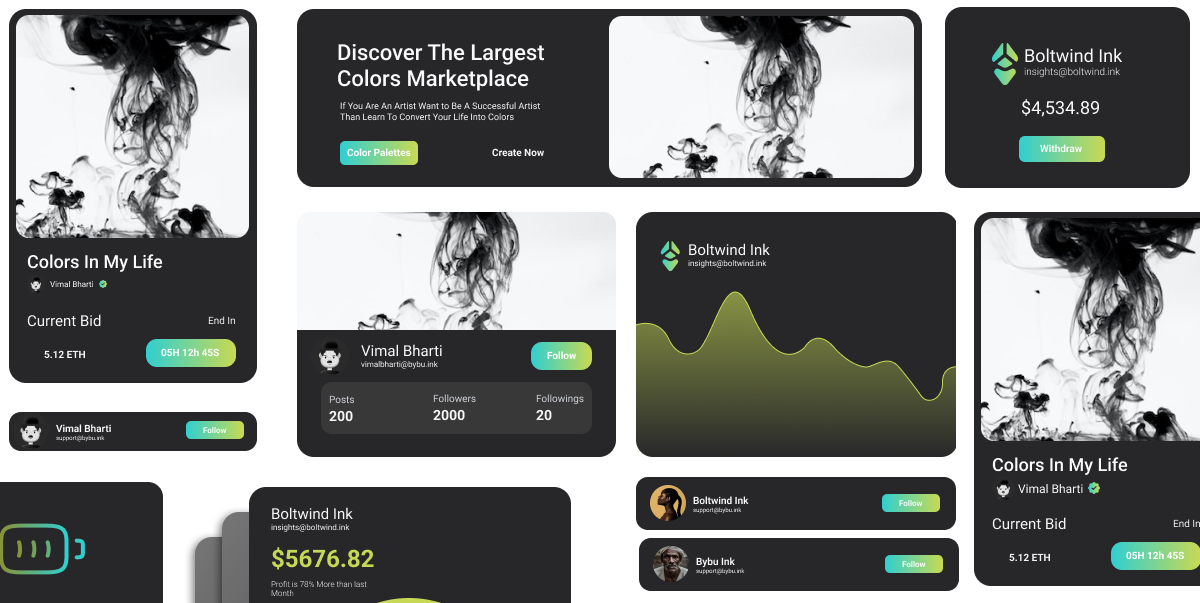 Colors In My Life
Vimal Bharti
Current Bid
End In
5.12 ETH
05H 12h 45S
Vimal Bharti
support@bybu.ink
Follow
Discover The Largest
Colors Marketplace
If You Are An Artist Want to Be A Successful Artist
Than Learn To Convert Your Life Into Colors
Color Palettes
Create Now
Boltwind Ink
insights@boltwind.ink
$4,534.89
Withdraw
Vimal Bharti
vimalbharti@bybu.ink
Follow
Posts
Followers
Followings
200
2000
20
Boltwind Ink
insights@boltwind.ink
Colors In My Life
Vimal Bharti
Current Bid
End In
5.12 ETH
05H 12h 45S
Boltwind Ink
insights@boltwind.ink
$5676.82
Profit is 78% More than last
Month
Boltwind Ink
support@bybu.ink
Follow
Bybu Ink
support@bybu.ink
Follow